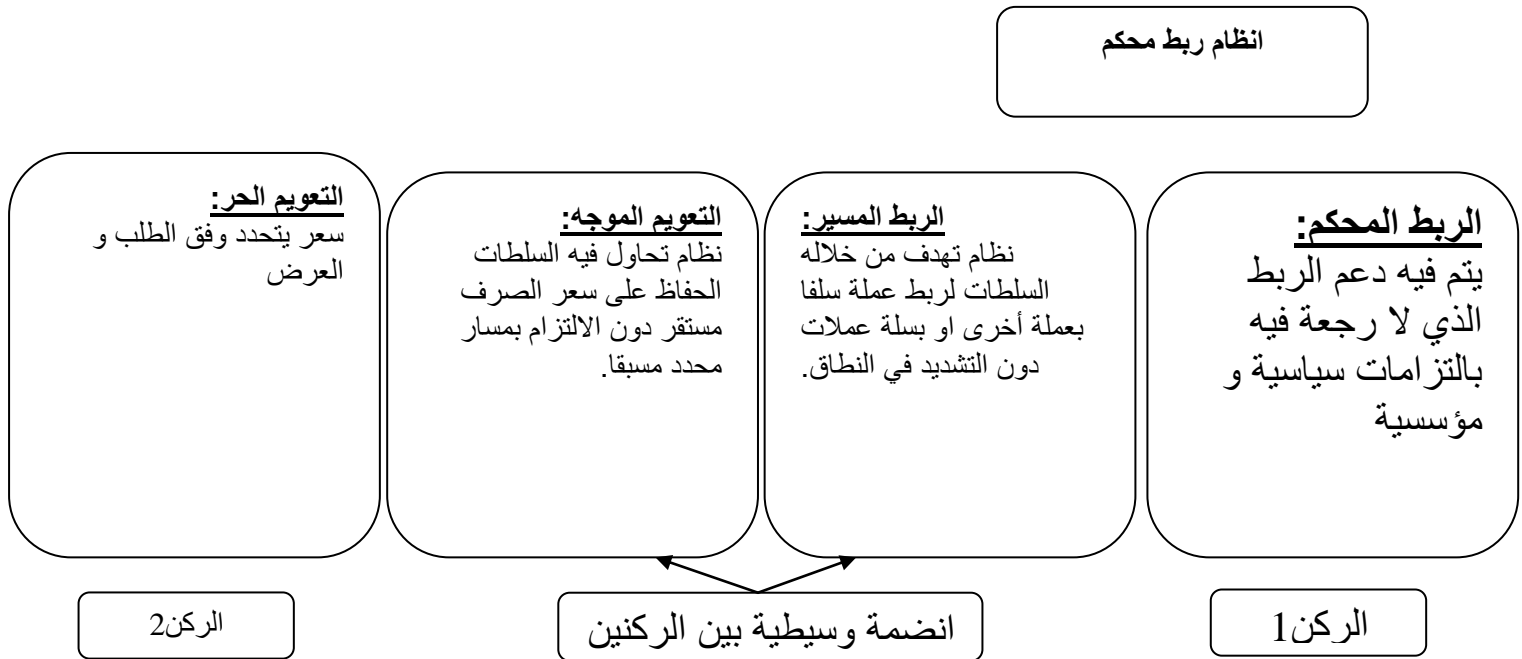 انظام ربط محكم
الربط المحكم:
يتم فيه دعم الربط
الذي لا رجعة فيه
بالتزامات سياسية و
مؤسسية
الربط المسير:
نظام تهدف من خلاله
السلطات لربط عملة سلفا
بعملة أخرى او بسلة عملات
دون التشديد في النطاق.
التعويم الموجه:
نظام تحاول فيه السلطات
الحفاظ على سعر الصرف
مستقر دون الالتزام بمسار
محدد مسبقا.
التعويم الحر:
سعر يتحدد وفق الطلب و
العرض
الركن1
انضمة وسيطية بين الركنين
الركن2